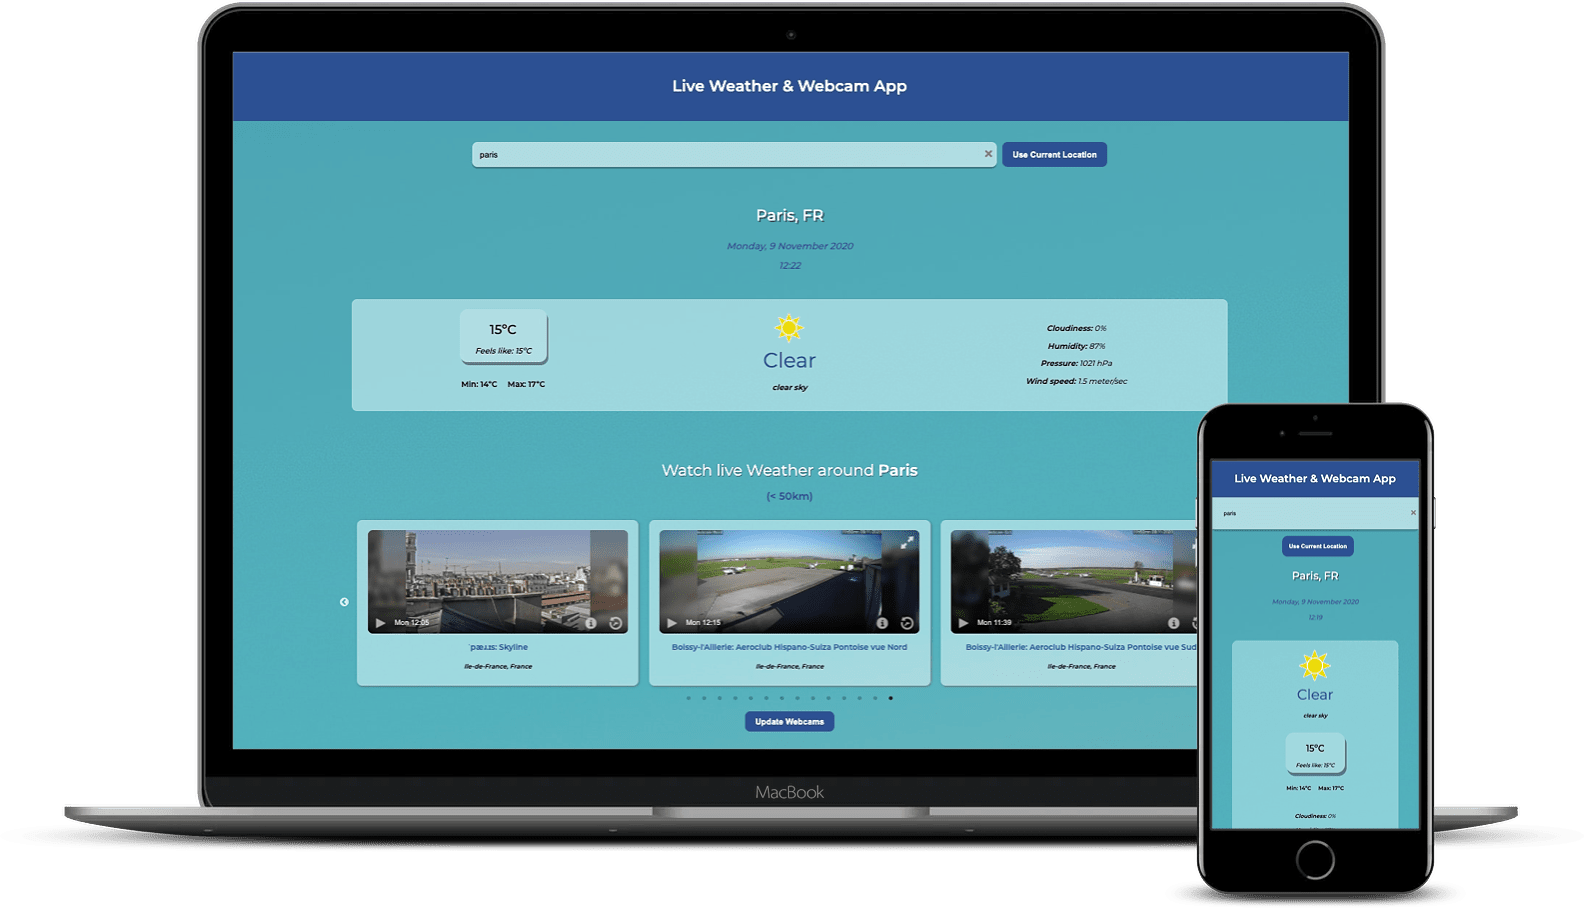 Live Weather & Webcam App
paris
Use Current Location
Paris, FR
Monday, 9 November 2020
12:22
15°C
Feels like: 15°C
Min: 14°C Max: 17°C
Clear
clear sky
Cloudiness: 0%
Humidity: 87%
Pressure: 1021 hPa
Wind speed: 1.5 meter/sec
Watch live Weather around Paris
(< 50km)
Mon 12:05
ˈpæɹɪs: Skyline
Ile-de-France, France
Mon 12:15
Boissy-l'Aillerie: Aeroclub Hispano-Suiza Pontoise vue Nord
Ile-de-France, France
Mon 11:39
Boissy-l'Aillerie: Aeroclub Hispano-Suiza Pontoise vue Sud
Ile-de-France, France
Update Webcams
MacBook
Live Weather & Webcam App
paris
Use Current Location
Paris, FR
Monday, 9 November 2020
12:19
Clear
clear sky
15°C
Feels like: 15°C
Min: 14°C Max: 17°C
Cloudiness: 0%